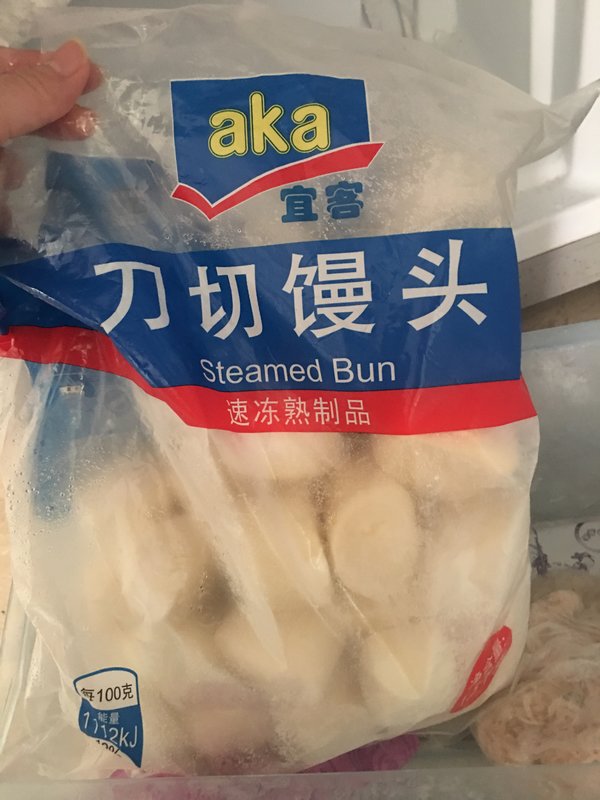 aka
宜客
刀切馒头
Steamed Bun
速冻熟制品
每100克
能量